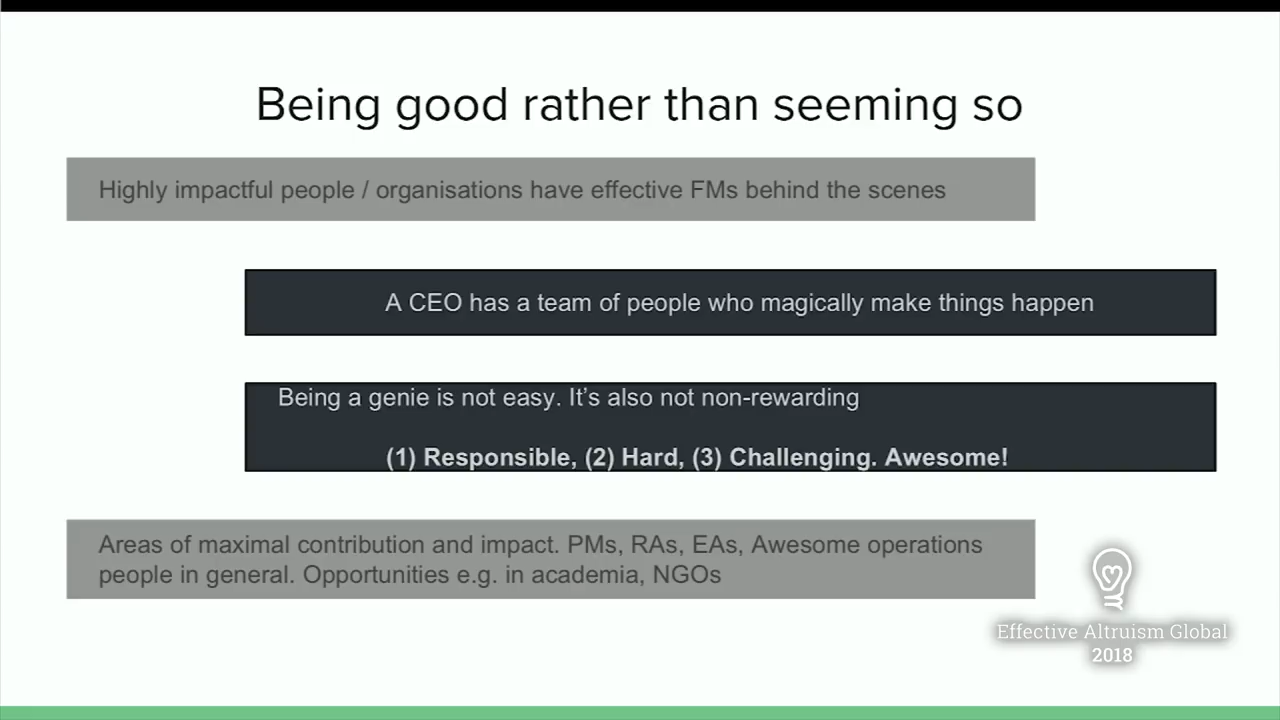 Being good rather than seeming so
Highly impactful people / organisations have effective FMs behind the scenes
A CEO has a team of people who magically make things happen
Being a genie is not easy. It’s also not non-rewarding
(1) Responsible, (2) Hard, (3) Challenging. Awesome!
Areas of maximal contribution and impact. PMs, RAs, EAs, Awesome operations
people in general. Opportunities e.g. in academia, NGOs
Effective Altruism Global
2018